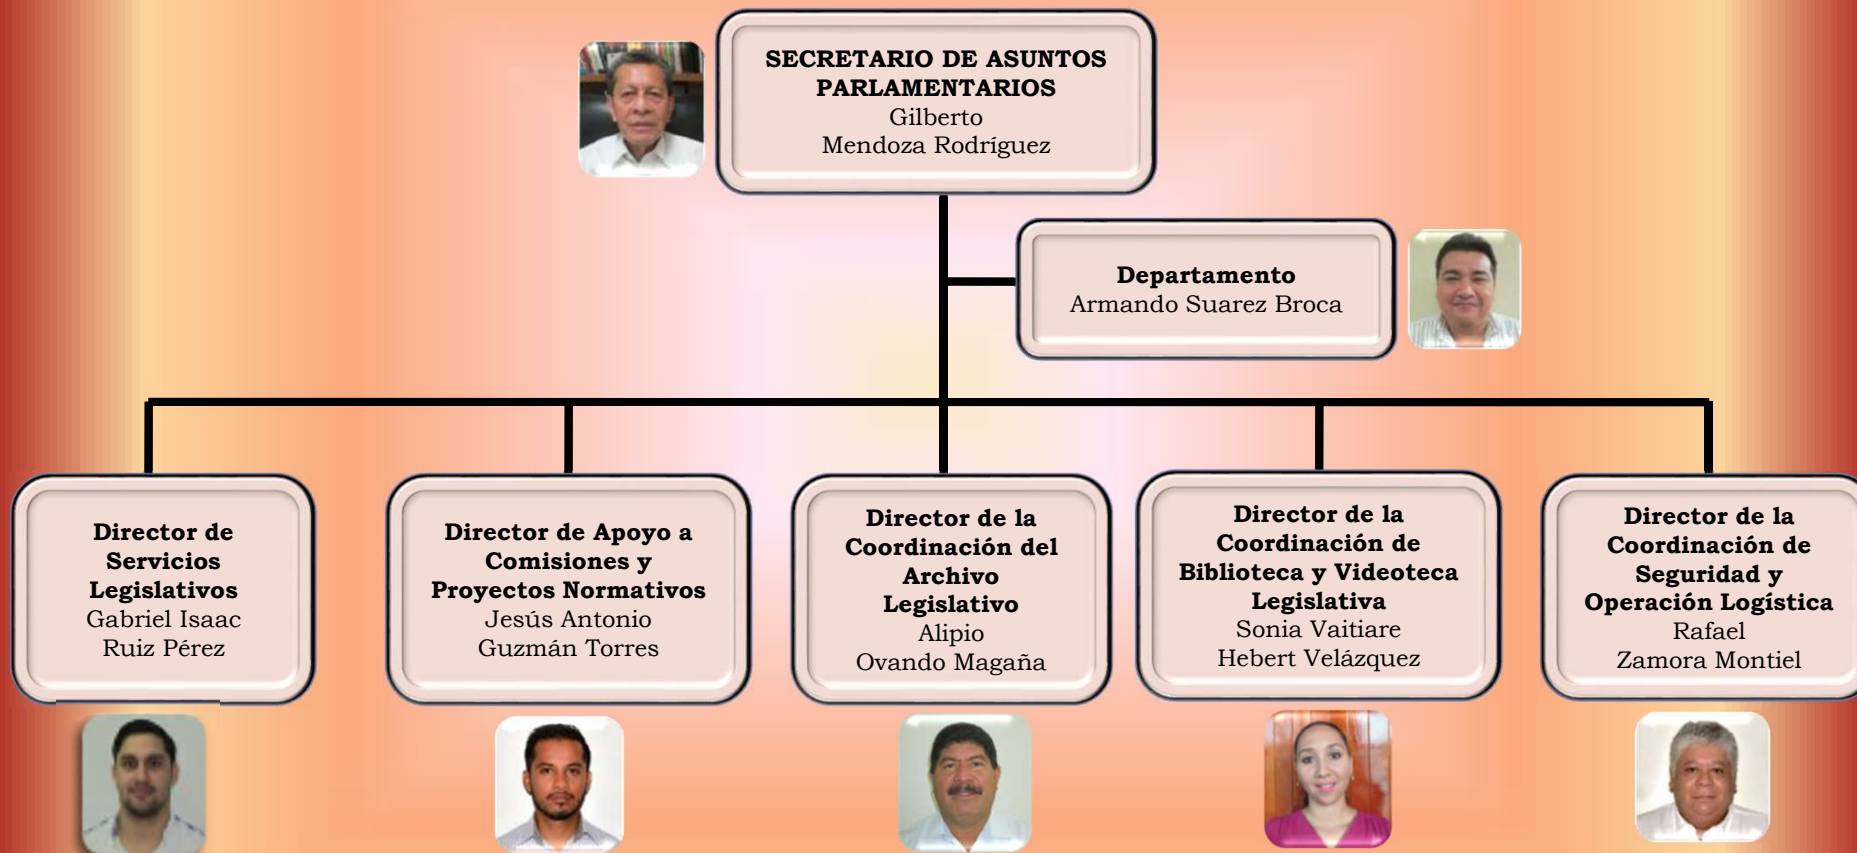 SECRETARIO DE ASUNTOS
PARLAMENTARIOS
Gilberto
Mendoza Rodríguez
Departamento
Armando Suarez Broca
Director de
Servicios
Legislativos
Gabriel Isaac
Ruiz Pérez
Director de Apoyo a
Comisiones y
Proyectos Normativos
Jesús Antonio
Guzmán Torres
Director de la
Coordinación del
Archivo
Legislativo
Alipio
Ovando Magaña
Director de la
Coordinación de
Biblioteca y Videoteca
Legislativa
Sonia Vaitiare
Hebert Velázquez
Director de la
Coordinación de
Seguridad y
Operación Logística
Rafael
Zamora Montiel